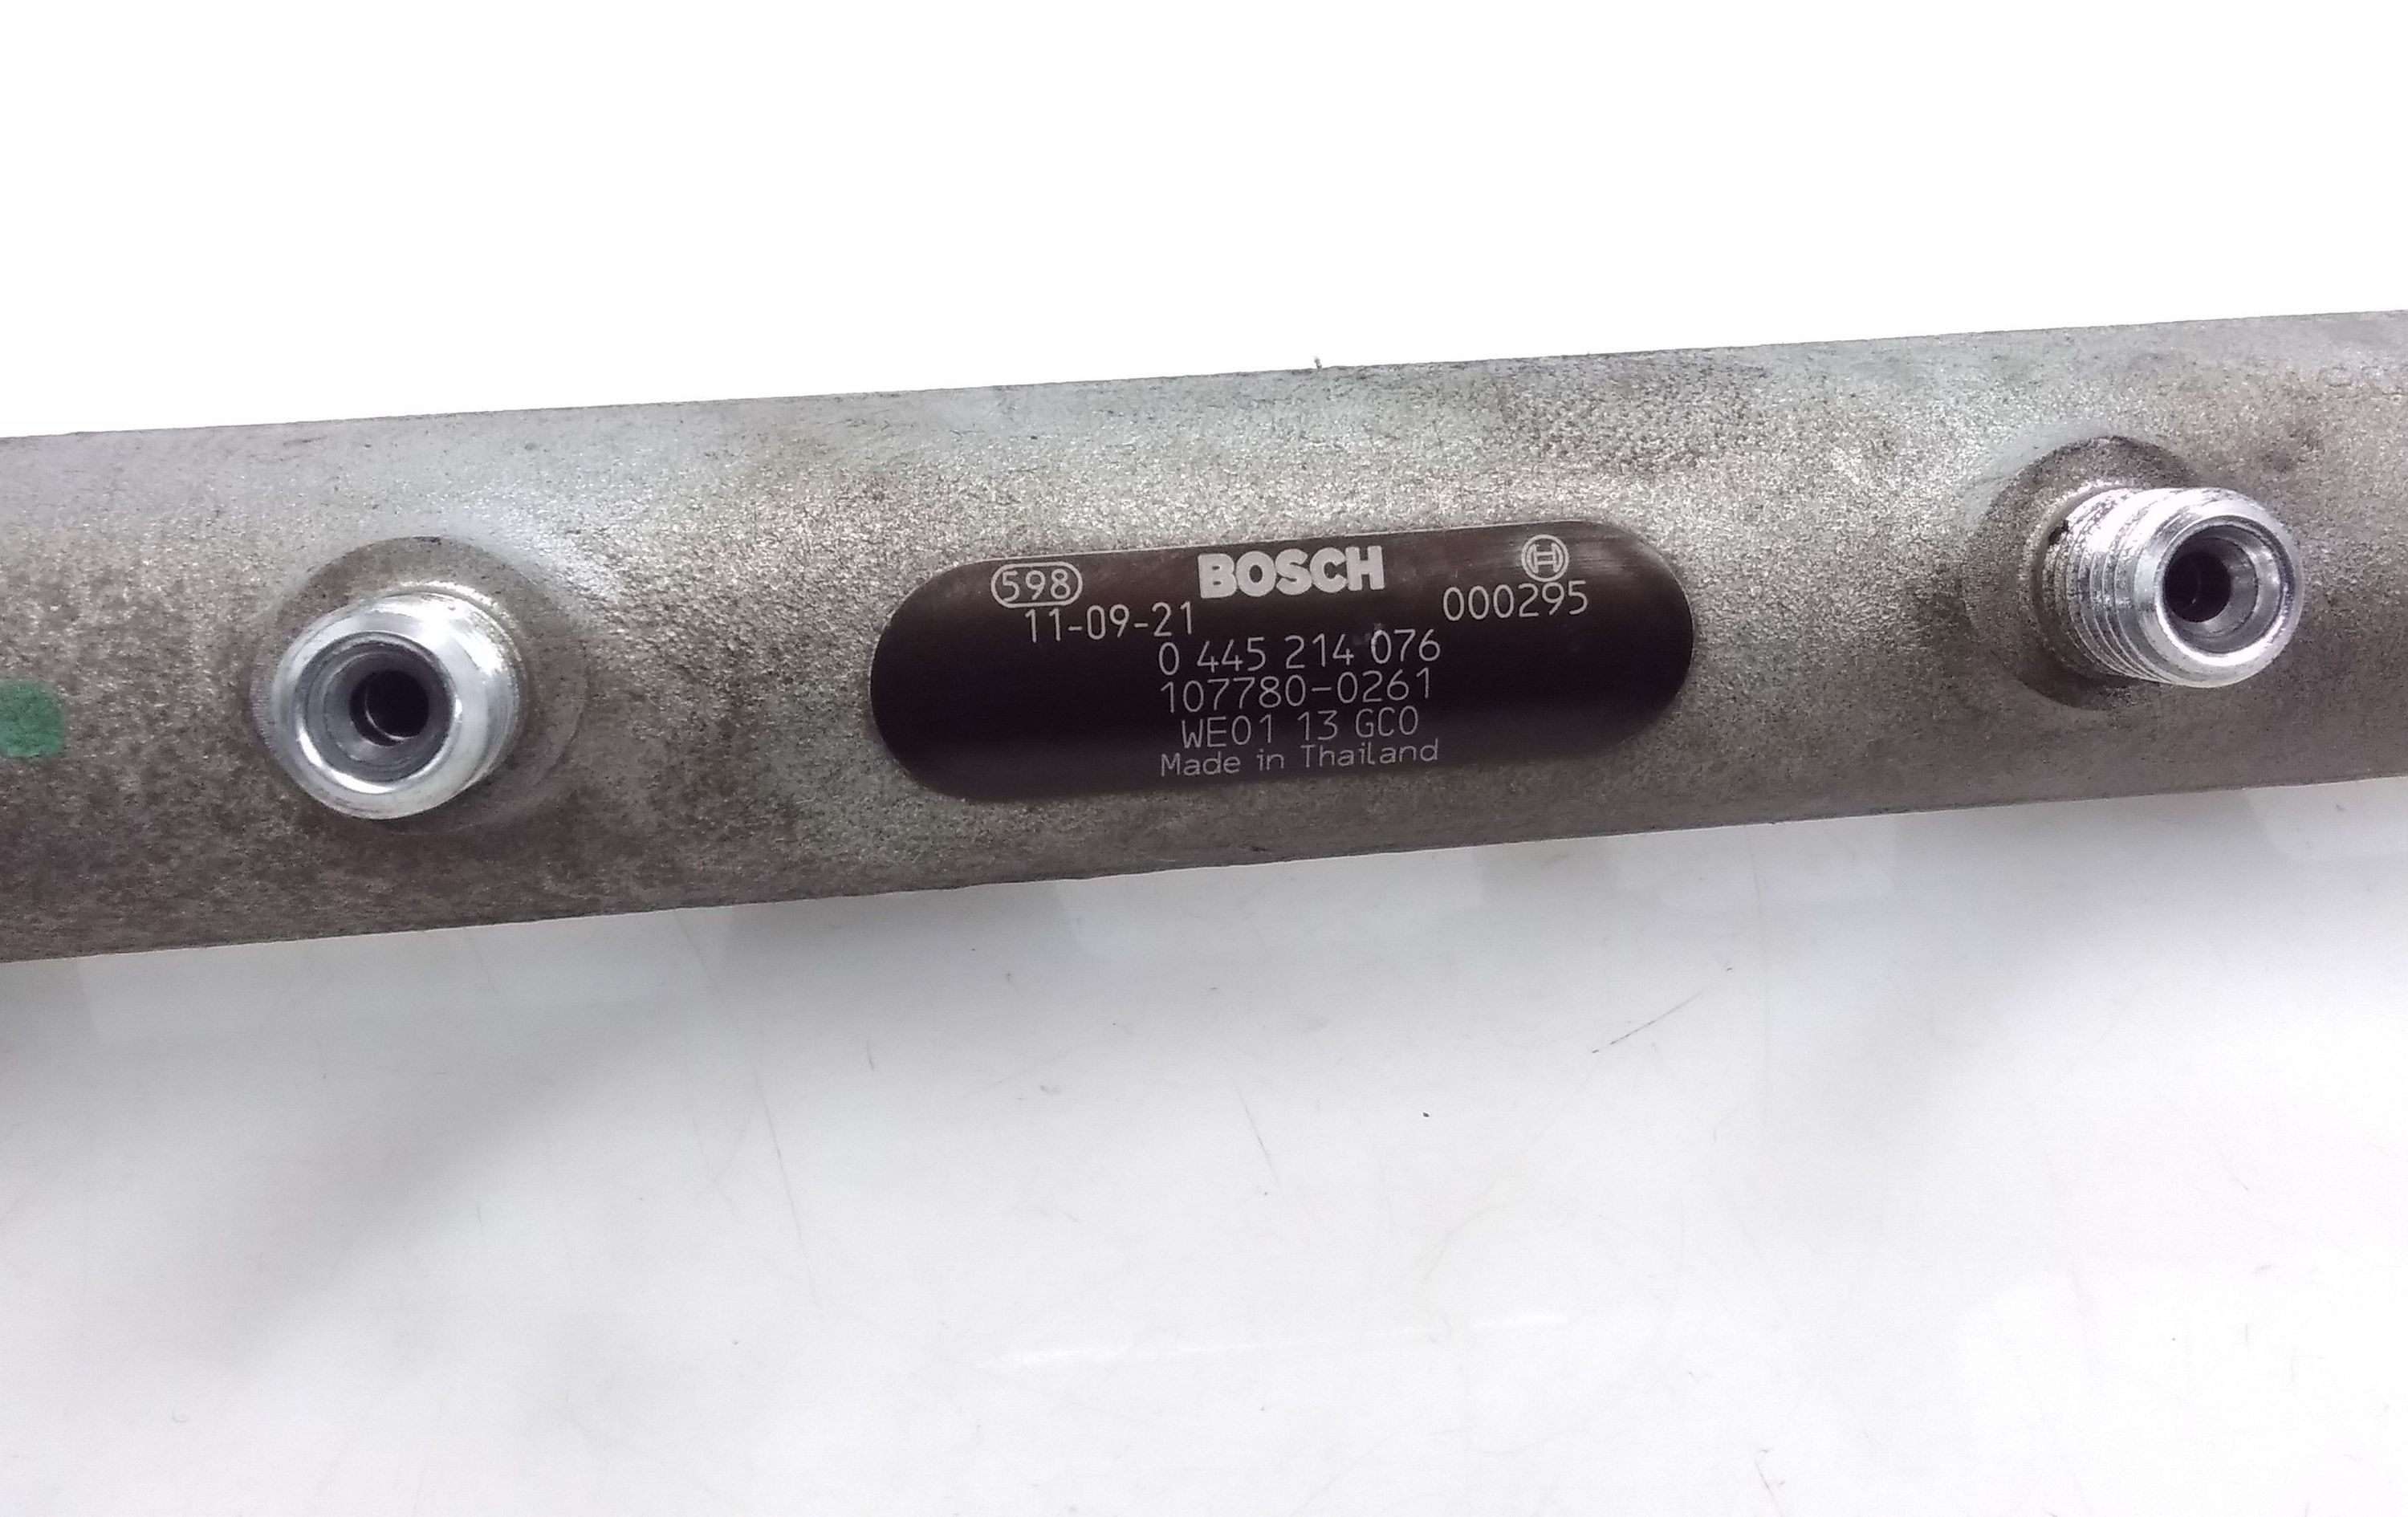 598 BOSCH
11-09-21 000295
0 445 214 076
107780-0261
WE01 13 GC0
Made in Thailand